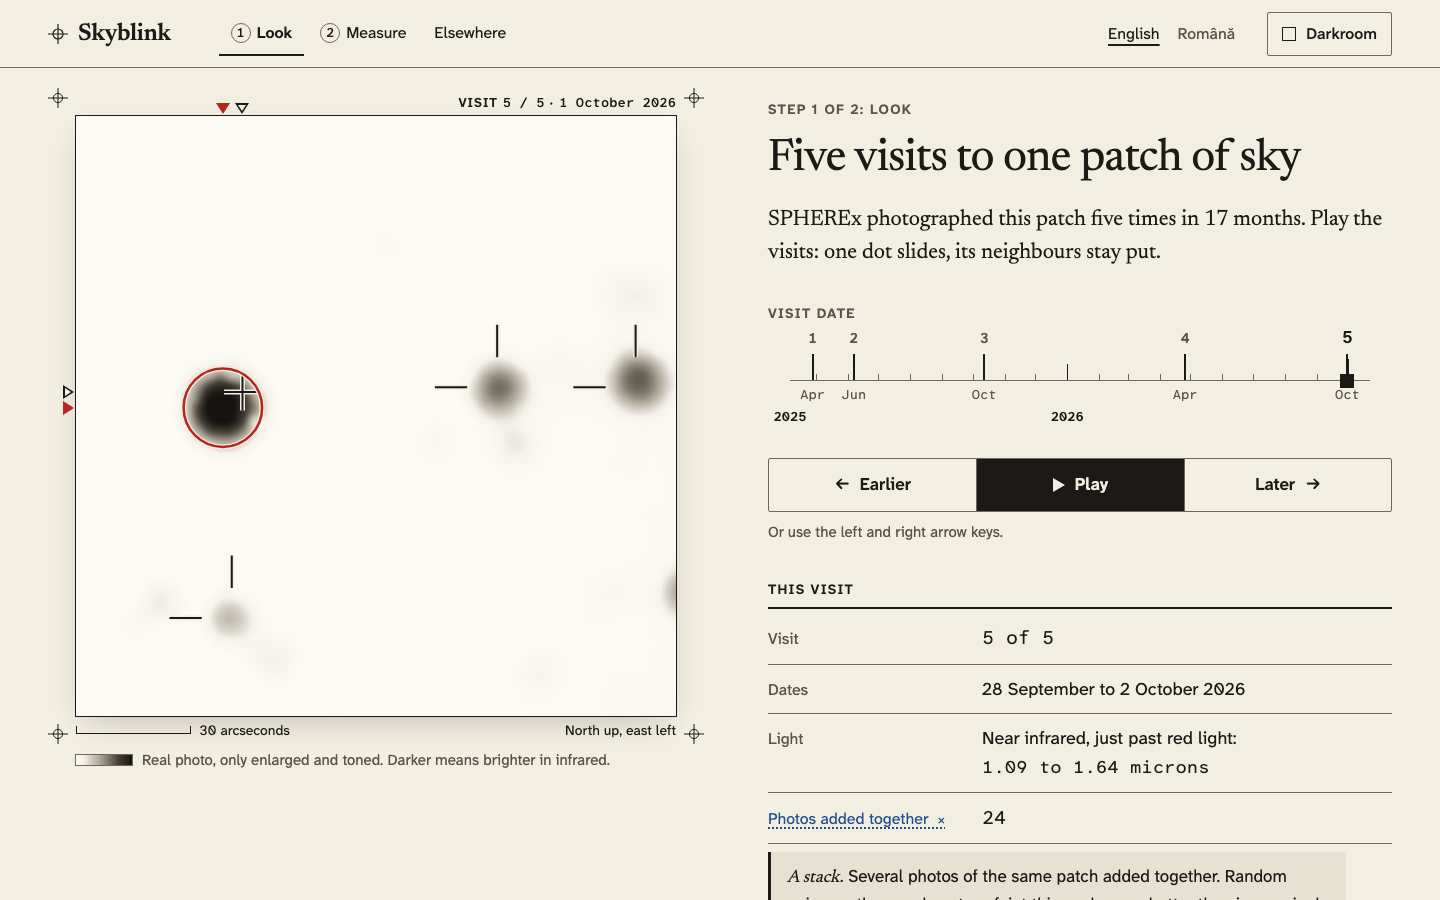 Skyblink
1 Look
2 Measure
Elsewhere
English
Română
Darkroom
VISIT 5 / 5 · 1 October 2026
30 arcseconds
North up, east left
Real photo, only enlarged and toned. Darker means brighter in infrared.
STEP 1 OF 2: LOOK
Five visits to one patch of sky
SPHEREx photographed this patch five times in 17 months. Play the
visits: one dot slides, its neighbours stay put.
VISIT DATE
1 2 3 4 5
Apr Jun Oct Apr Oct
2025 2026
← Earlier
▶ Play
Later →
Or use the left and right arrow keys.
THIS VISIT
Visit 5 of 5
Dates 28 September to 2 October 2026
Light Near infrared, just past red light:
1.09 to 1.64 microns
Photos added together × 24
A stack. Several photos of the same patch added together. Random